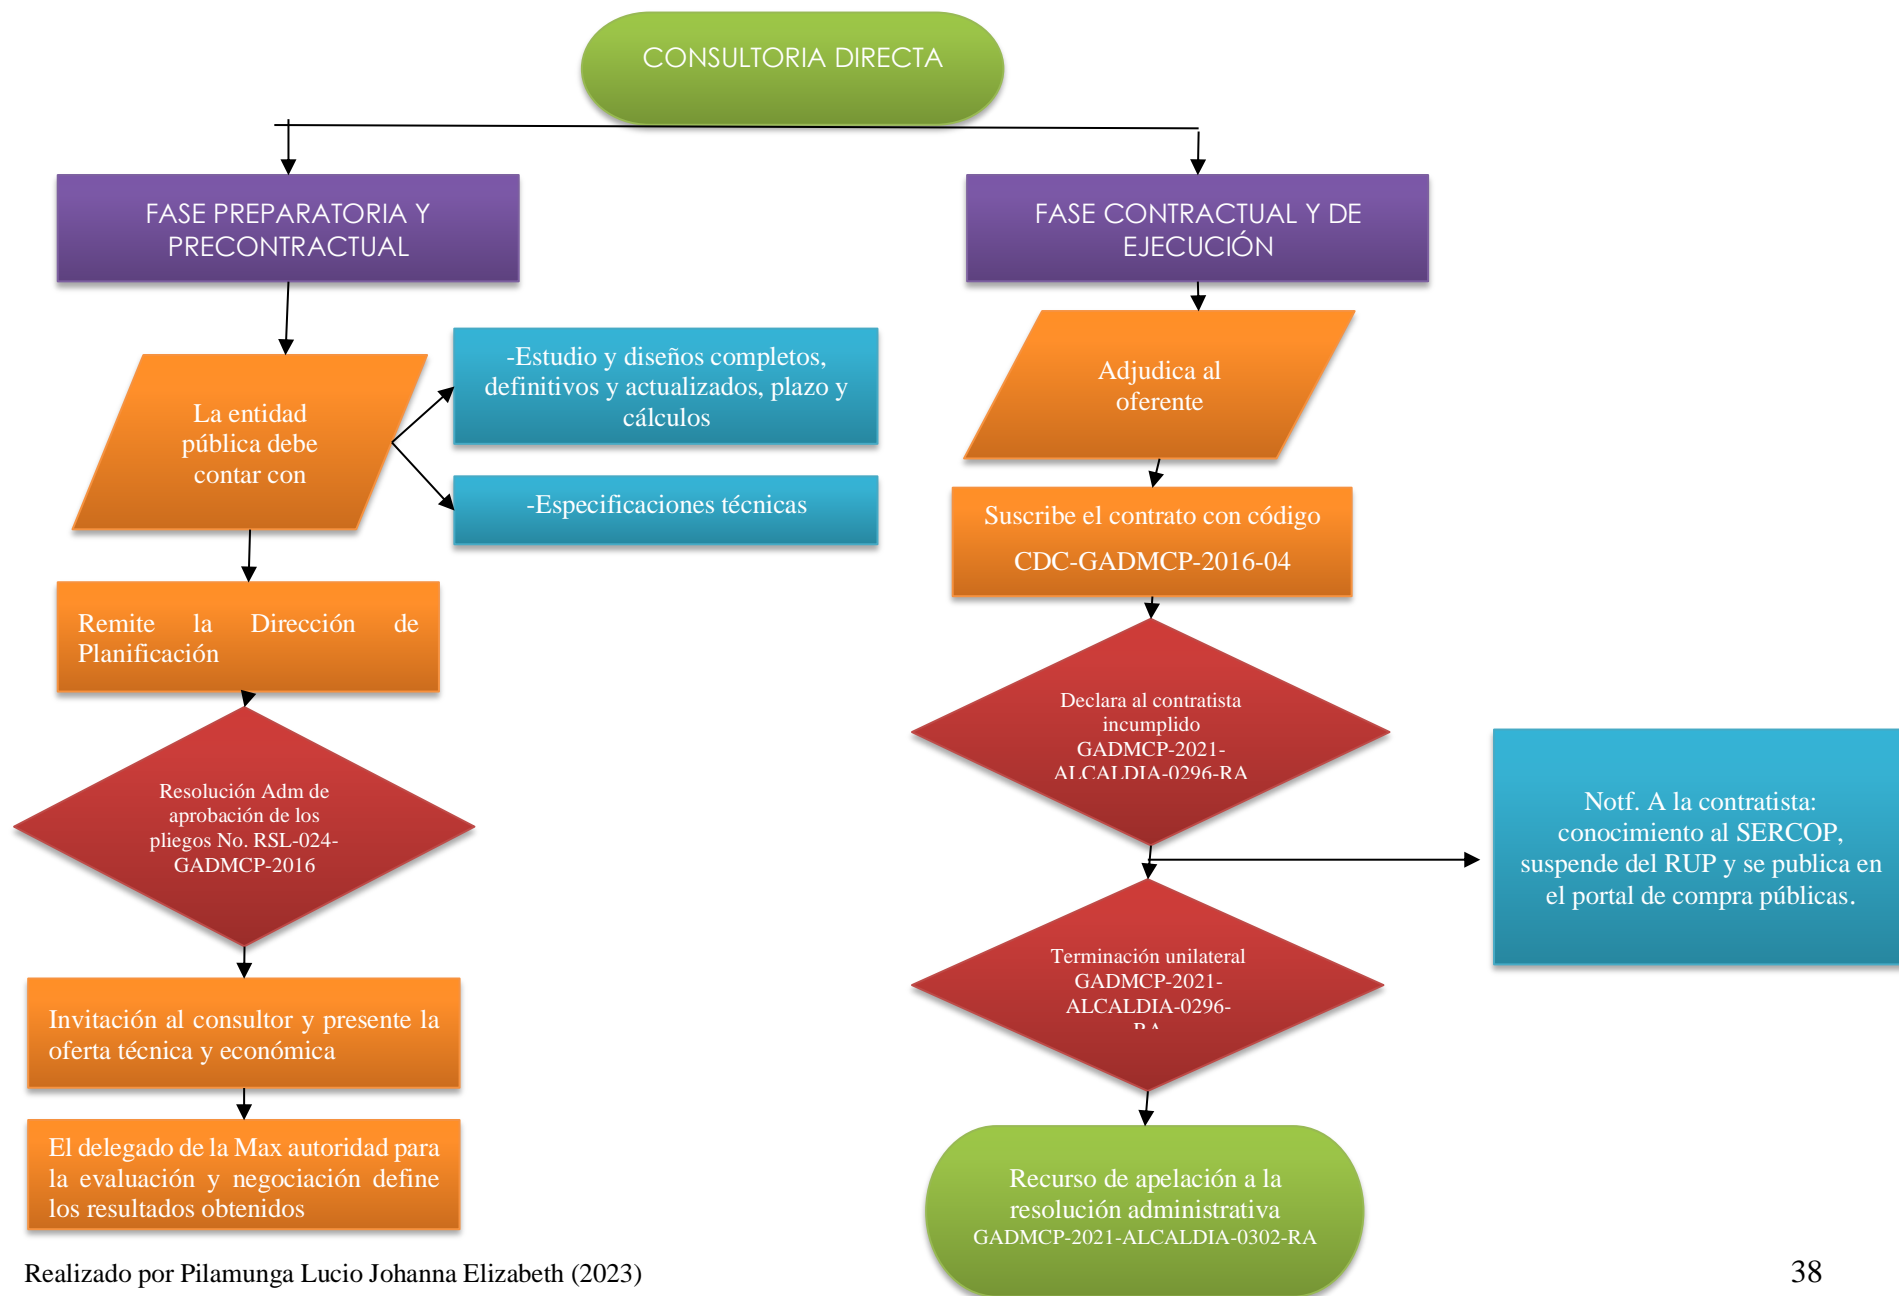 CONSULTORIA DIRECTA
FASE PREPARATORIA Y
PRECONTRACTUAL
La entidad
pública debe
contar con
-Estudio y diseños completos,
definitivos y actualizados, plazo y
cálculos
-Especificaciones técnicas
Remite la Dirección de
Planificación
Resolución Adm de
aprobación de los
pliegos No. RSL-024-
GADMCP-2016
Invitación al consultor y presente la
oferta técnica y económica
El delegado de la Max autoridad para
la evaluación y negociación define
los resultados obtenidos
FASE CONTRACTUAL Y DE
EJECUCIÓN
Adjudica al
oferente
Suscribe el contrato con código
CDC-GADMCP-2016-04
Declara al contratista
incumplido
GADMCP-2021-
ALCALDIA-0296-RA
Notf. A la contratista:
conocimiento al SERCOP,
suspende del RUP y se publica en
el portal de compra públicas.
Terminación unilateral
GADMCP-2021-
ALCALDIA-0296-
RA
Recurso de apelación a la
resolución administrativa
GADMCP-2021-ALCALDIA-0302-RA
Realizado por Pilamunga Lucio Johanna Elizabeth (2023)
38